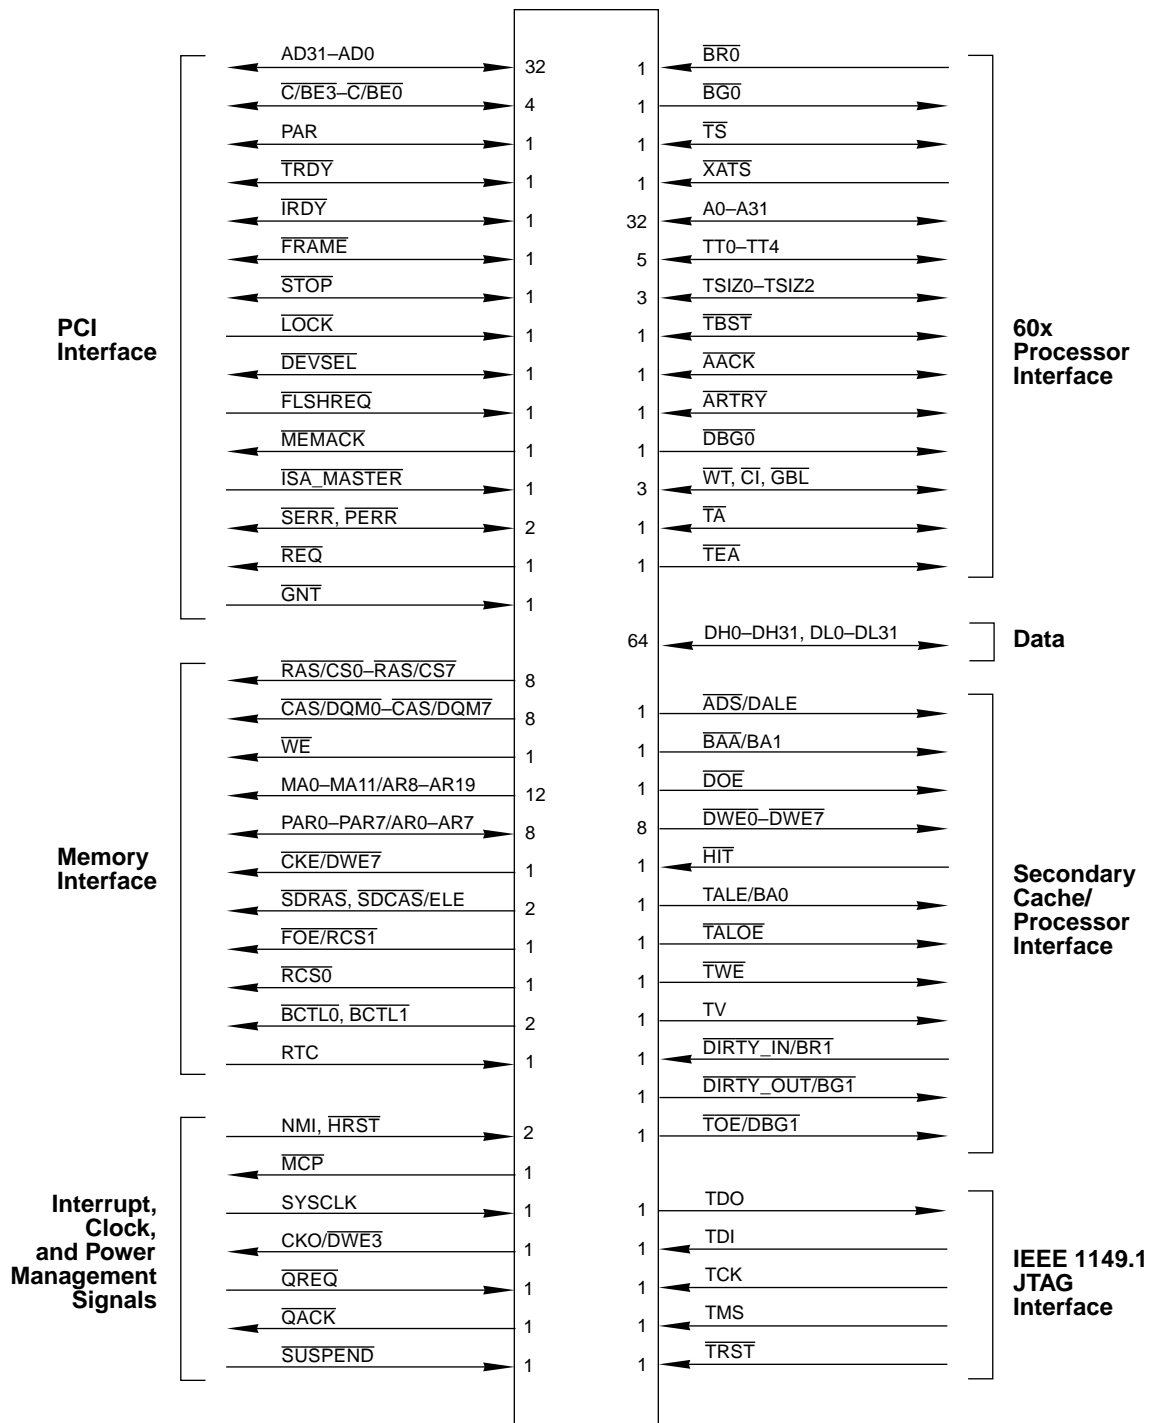 PCI
Interface
AD31–AD0 32
C/BE3–C/BE0 4
PAR 1
TRDY 1
IRDY 1
FRAME 1
STOP 1
LOCK 1
DEVSEL 1
FLSHREQ 1
MEMACK 1
ISA_MASTER 1
SERR, PERR 2
REQ 1
GNT 1
Memory
Interface
RAS/CS0–RAS/CS7 8
CAS/DQM0–CAS/DQM7 8
WE 1
MA0–MA11/AR8–AR19 12
PAR0–PAR7/AR0–AR7 8
CKE/DWE7 1
SDRAS, SDCAS/ELE 2
FOE/RCS1 1
RCS0 1
BCTL0, BCTL1 2
RTC 1
Interrupt,
Clock,
and Power
Management
Signals
NMI, HRST 2
MCP 1
SYSCLK 1
CKO/DWE3 1
QREQ 1
QACK 1
SUSPEND 1
1 BR0
1 BG0
1 TS
1 XATS
32 A0–A31
5 TT0–TT4
3 TSIZ0–TSIZ2
1 TBST
1 AACK
1 ARTRY
1 DBG0
3 WT, CI, GBL
1 TA
1 TEA
60x
Processor
Interface
64 DH0–DH31, DL0–DL31
Data
1 ADS/DALE
1 BAA/BA1
1 DOE
8 DWE0–DWE7
1 HIT
1 TALE/BA0
1 TALOE
1 TWE
1 TV
1 DIRTY_IN/BR1
1 DIRTY_OUT/BG1
1 TOE/DBG1
Secondary
Cache/
Processor
Interface
1 TDO
1 TDI
1 TCK
1 TMS
1 TRST
IEEE 1149.1
JTAG
Interface